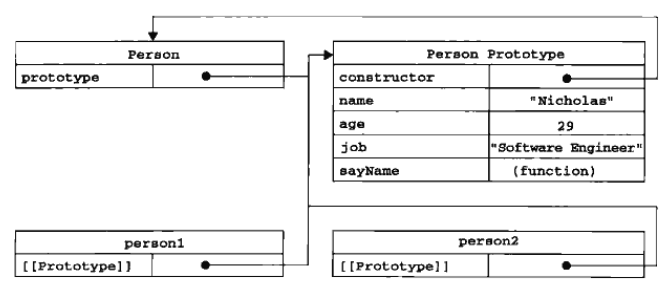 Person
prototype
Person Prototype
constructor
name "Nicholas"
age 29
job "Software Engineer"
sayName (function)
person1
[[Prototype]]
person2
[[Prototype]]